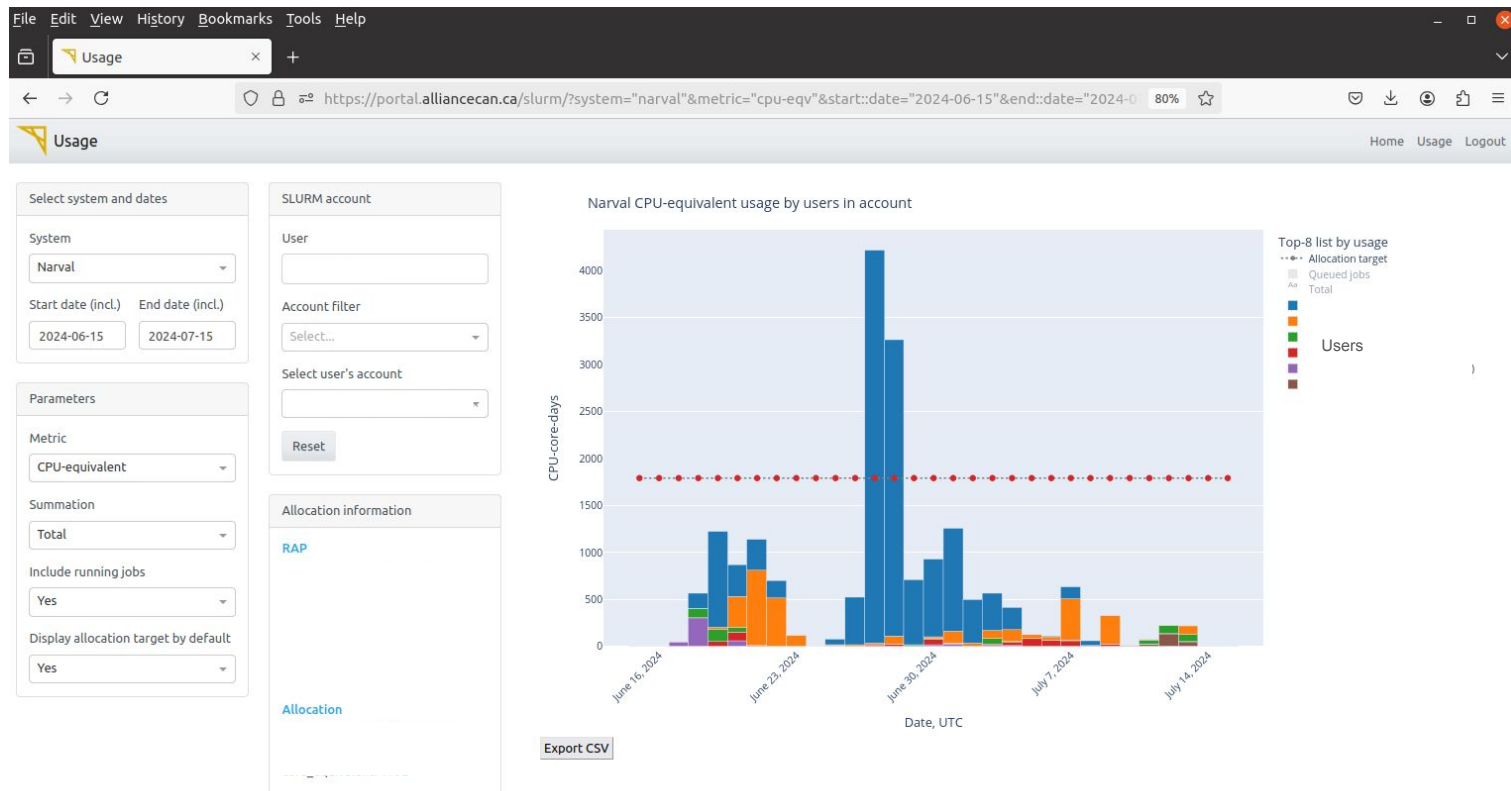 File Edit View History Bookmarks Tools Help
Usage
https://portal.alliancecan.ca/slurm/?system="narval"&metric="cpu-eqv"&start::date="2024-06-15"&end::date="2024-0
80%
Usage
Home Usage Logout
Select system and dates
System
Narval
Start date (incl.) End date (incl.)
2024-06-15 2024-07-15
Parameters
Metric
CPU-equivalent
Summation
Total
Include running jobs
Yes
Display allocation target by default
Yes
SLURM account
User
Account filter
Select...
Select user's account
Reset
Allocation information
RAP
Allocation
Narval CPU-equivalent usage by users in account
CPU-core-days
4000
3500
3000
2500
2000
1500
1000
500
0
June 16, 2024
June 23, 2024
June 30, 2024
July 7, 2024
July 14, 2024
Date, UTC
Top-8 list by usage
Allocation target
Queued jobs
Aa Total
Users
)
Export CSV